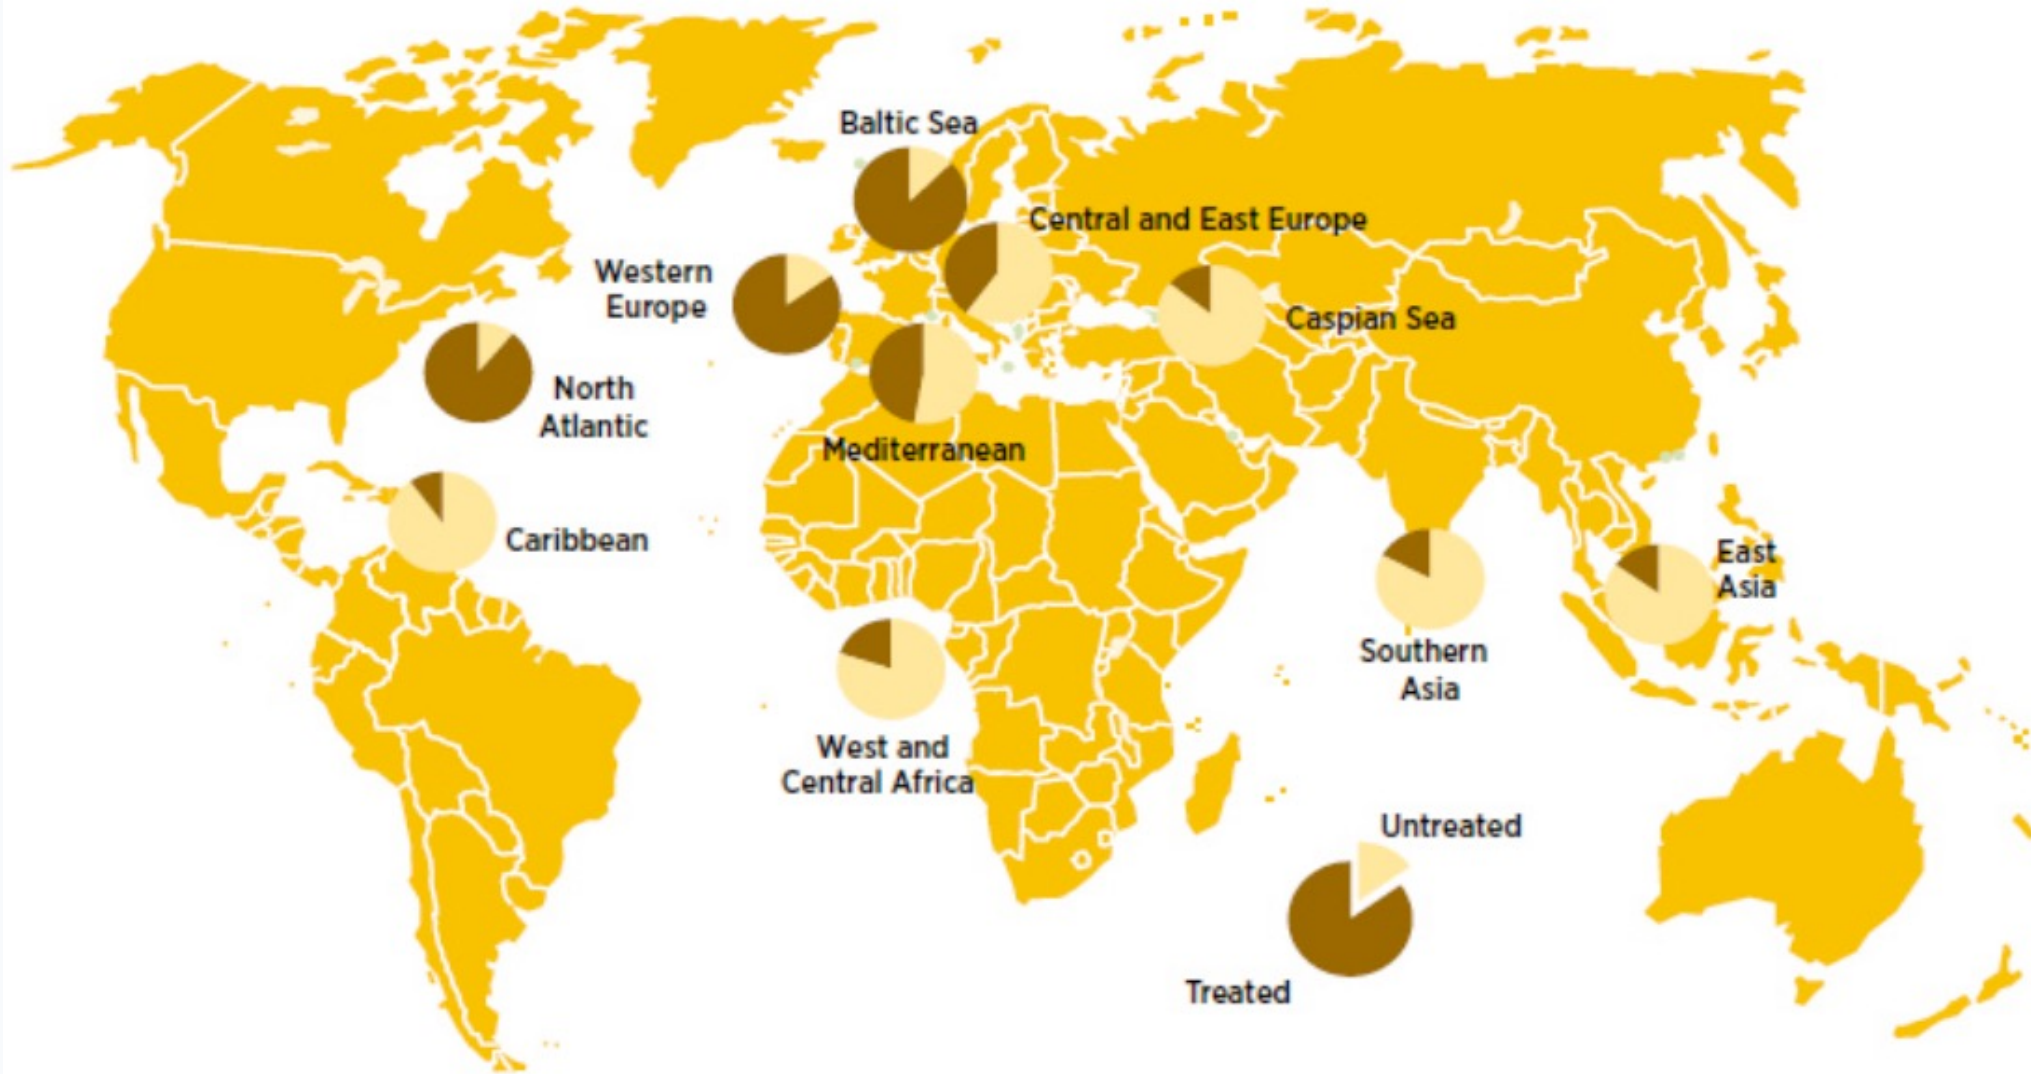 Baltic Sea
Central and East Europe
Western
Europe
Caspian Sea
North
Atlantic
Mediterranean
Caribbean
East
Asia
Southern
Asia
West and
Central Africa
Untreated
Treated